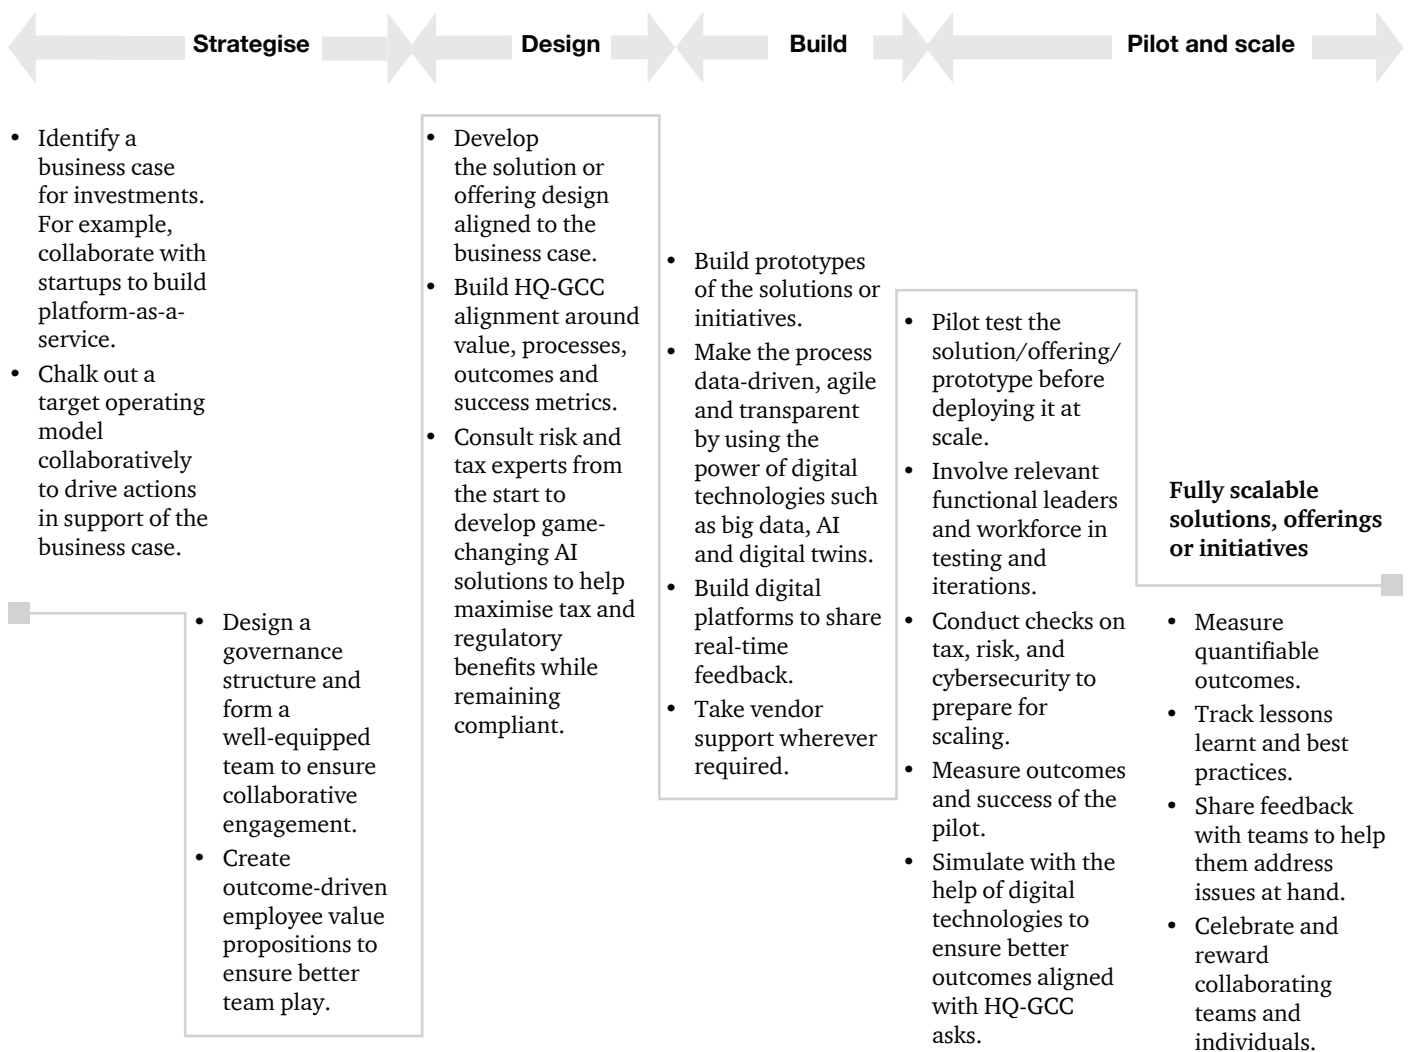 Strategise
Design
Build
Pilot and scale
• Identify a
business case
for investments.
For example,
collaborate with
startups to build
platform-as-a-
service.
• Chalk out a
target operating
model
collaboratively
to drive actions
in support of the
business case.
• Design a
governance
structure and
form a
well-equipped
team to ensure
collaborative
engagement.
• Create
outcome-driven
employee value
propositions to
ensure better
team play.
• Develop
the solution or
offering design
aligned to the
business case.
• Build HQ-GCC
alignment around
value, processes,
outcomes and
success metrics.
• Consult risk and
tax experts from
the start to
develop game-
changing AI
solutions to help
maximise tax and
regulatory
benefits while
remaining
compliant.
• Build prototypes
of the solutions or
initiatives.
• Make the process
data-driven, agile
and transparent
by using the
power of digital
technologies such
as big data, AI
and digital twins.
• Build digital
platforms to share
real-time
feedback.
• Take vendor
support wherever
required.
• Pilot test the
solution/offering/
prototype before
deploying it at
scale.
• Involve relevant
functional leaders
and workforce in
testing and
iterations.
• Conduct checks on
tax, risk, and
cybersecurity to
prepare for
scaling.
• Measure outcomes
and success of the
pilot.
• Simulate with the
help of digital
technologies to
ensure better
outcomes aligned
with HQ-GCC
asks.
Fully scalable
solutions, offerings
or initiatives
• Measure
quantifiable
outcomes.
• Track lessons
learnt and best
practices.
• Share feedback
with teams to help
them address
issues at hand.
• Celebrate and
reward
collaborating
teams and
individuals.